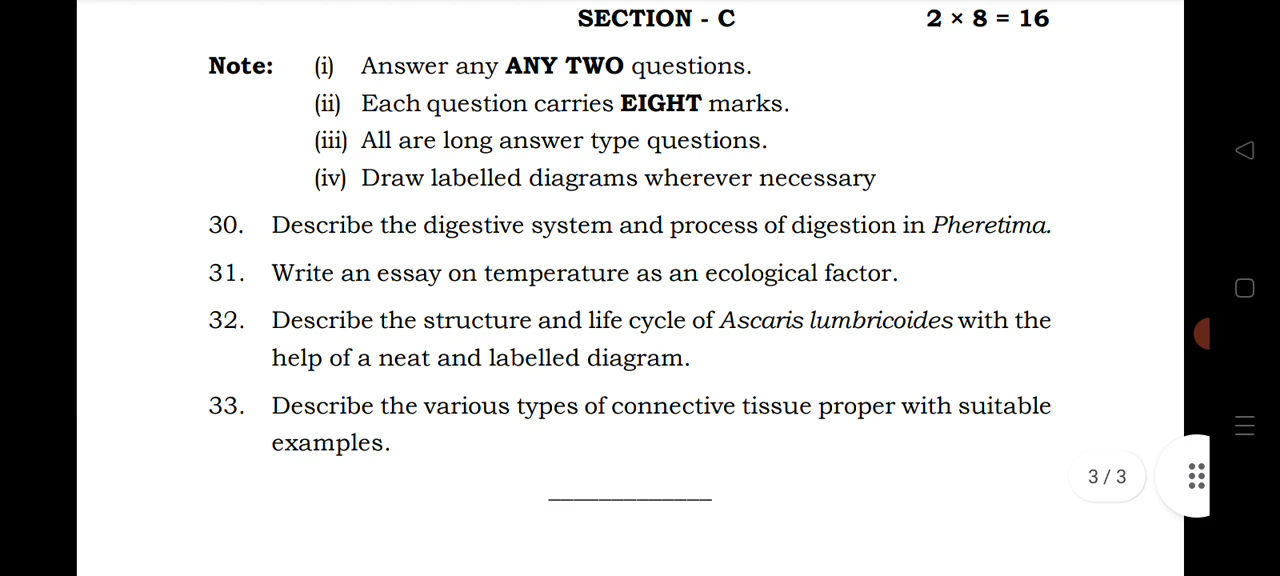 SECTION - C 2 × 8 = 16
Note: (i) Answer any ANY TWO questions.
(ii) Each question carries EIGHT marks.
(iii) All are long answer type questions.
(iv) Draw labelled diagrams wherever necessary
30. Describe the digestive system and process of digestion in Pheretima.
31. Write an essay on temperature as an ecological factor.
32. Describe the structure and life cycle of Ascaris lumbricoides with the
help of a neat and labelled diagram.
33. Describe the various types of connective tissue proper with suitable
examples.
3 / 3